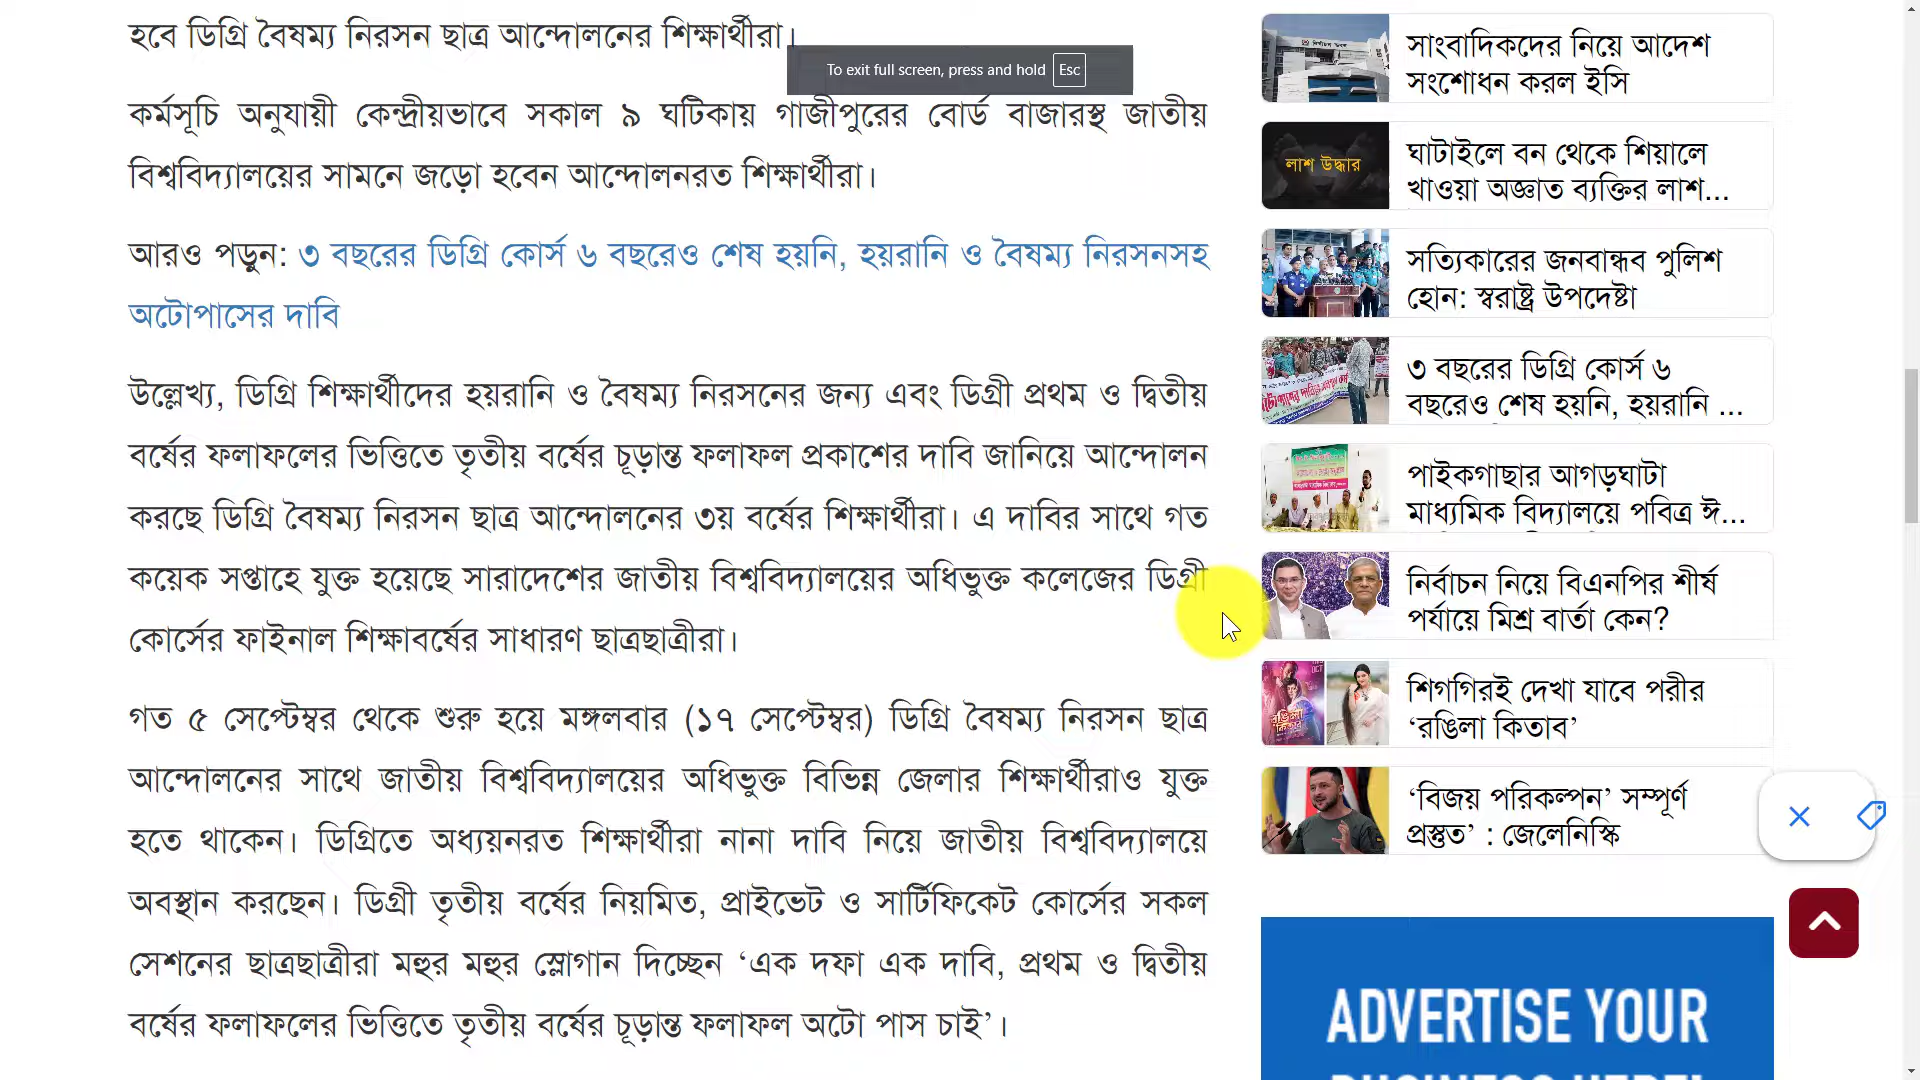 হবে ডিগ্রি বৈষম্য নিরসন ছাত্র আন্দোলনের শিক্ষার্থীরা।
To exit full screen, press and hold Esc
কর্মসূচি অনুযায়ী কেন্দ্রীয়ভাবে সকাল ৯ ঘটিকায় গাজীপুরের বোর্ড বাজারস্থ জাতীয়
বিশ্ববিদ্যালয়ের সামনে জড়ো হবেন আন্দোলনরত শিক্ষার্থীরা।
আরও পড়ুন: ৩ বছরের ডিগ্রি কোর্স ৬ বছরেও শেষ হয়নি, হয়রানি ও বৈষম্য নিরসনসহ
অটোপাসের দাবি
উল্লেখ্য, ডিগ্রি শিক্ষার্থীদের হয়রানি ও বৈষম্য নিরসনের জন্য এবং ডিগ্রী প্রথম ও দ্বিতীয়
বর্ষের ফলাফলের ভিত্তিতে তৃতীয় বর্ষের চূড়ান্ত ফলাফল প্রকাশের দাবি জানিয়ে আন্দোলন
করছে ডিগ্রি বৈষম্য নিরসন ছাত্র আন্দোলনের ৩য় বর্ষের শিক্ষার্থীরা। এ দাবির সাথে গত
কয়েক সপ্তাহে যুক্ত হয়েছে সারাদেশের জাতীয় বিশ্ববিদ্যালয়ের অধিভুক্ত কলেজের ডিগ্রী
কোর্সের ফাইনাল শিক্ষাবর্ষের সাধারণ ছাত্রছাত্রীরা।
গত ৫ সেপ্টেম্বর থেকে শুরু হয়ে মঙ্গলবার (১৭ সেপ্টেম্বর) ডিগ্রি বৈষম্য নিরসন ছাত্র
আন্দোলনের সাথে জাতীয় বিশ্ববিদ্যালয়ের অধিভুক্ত বিভিন্ন জেলার শিক্ষার্থীরাও যুক্ত
হতে থাকেন। ডিগ্রিতে অধ্যয়নরত শিক্ষার্থীরা নানা দাবি নিয়ে জাতীয় বিশ্ববিদ্যালয়ে
অবস্থান করছেন। ডিগ্রী তৃতীয় বর্ষের নিয়মিত, প্রাইভেট ও সার্টিফিকেট কোর্সের সকল
সেশনের ছাত্রছাত্রীরা মহুর মহুর স্লোগান দিচ্ছেন ‘এক দফা এক দাবি, প্রথম ও দ্বিতীয়
বর্ষের ফলাফলের ভিত্তিতে তৃতীয় বর্ষের চূড়ান্ত ফলাফল অটো পাস চাই’।
সাংবাদিকদের নিয়ে আদেশ
সংশোধন করল ইসি
লাশ উদ্ধার
ঘাটাইলে বন থেকে শিয়ালে
খাওয়া অজ্ঞাত ব্যক্তির লাশ...
সত্যিকারের জনবান্ধব পুলিশ
হোন: স্বরাষ্ট্র উপদেষ্টা
৩ বছরের ডিগ্রি কোর্স ৬
বছরেও শেষ হয়নি, হয়রানি ...
পাইকগাছার আগড়ঘাটা
মাধ্যমিক বিদ্যালয়ে পবিত্র ঈ...
নির্বাচন নিয়ে বিএনপির শীর্ষ
পর্যায়ে মিশ্র বার্তা কেন?
শিগগিরই দেখা যাবে পরীর
‘রঙিলা কিতাব’
‘বিজয় পরিকল্পন’ সম্পূর্ণ
প্রস্তুত’ : জেলেনিস্কি
ADVERTISE YOUR
BUSINESS HERE!